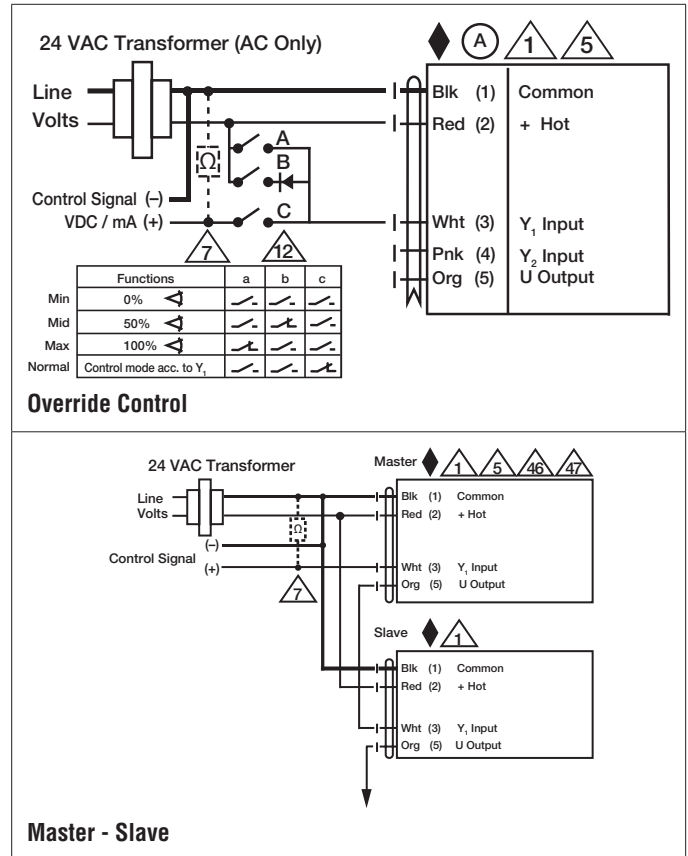 24 VAC Transformer (AC Only)
A 1 5
Line
Volts
Blk (1) Common
Red (2) + Hot
A
B
C
Ω
Control Signal (–)
VDC / mA (+)
Wht (3) Y₁ Input
Pnk (4) Y₂ Input
Org (5) U Output
7 12
Functions a b c
Min 0%
Mid 50%
Max 100%
Normal Control mode acc. to Y₁
Override Control
24 VAC Transformer
Master 1 5 46 47
Line
Volts
Blk (1) Common
Red (2) + Hot
Ω
(–)
Control Signal
(+)
Wht (3) Y₁ Input
Org (5) U Output
7
Slave 1
Blk (1) Common
Red (2) + Hot
Wht (3) Y₁ Input
Org (5) U Output
Master - Slave